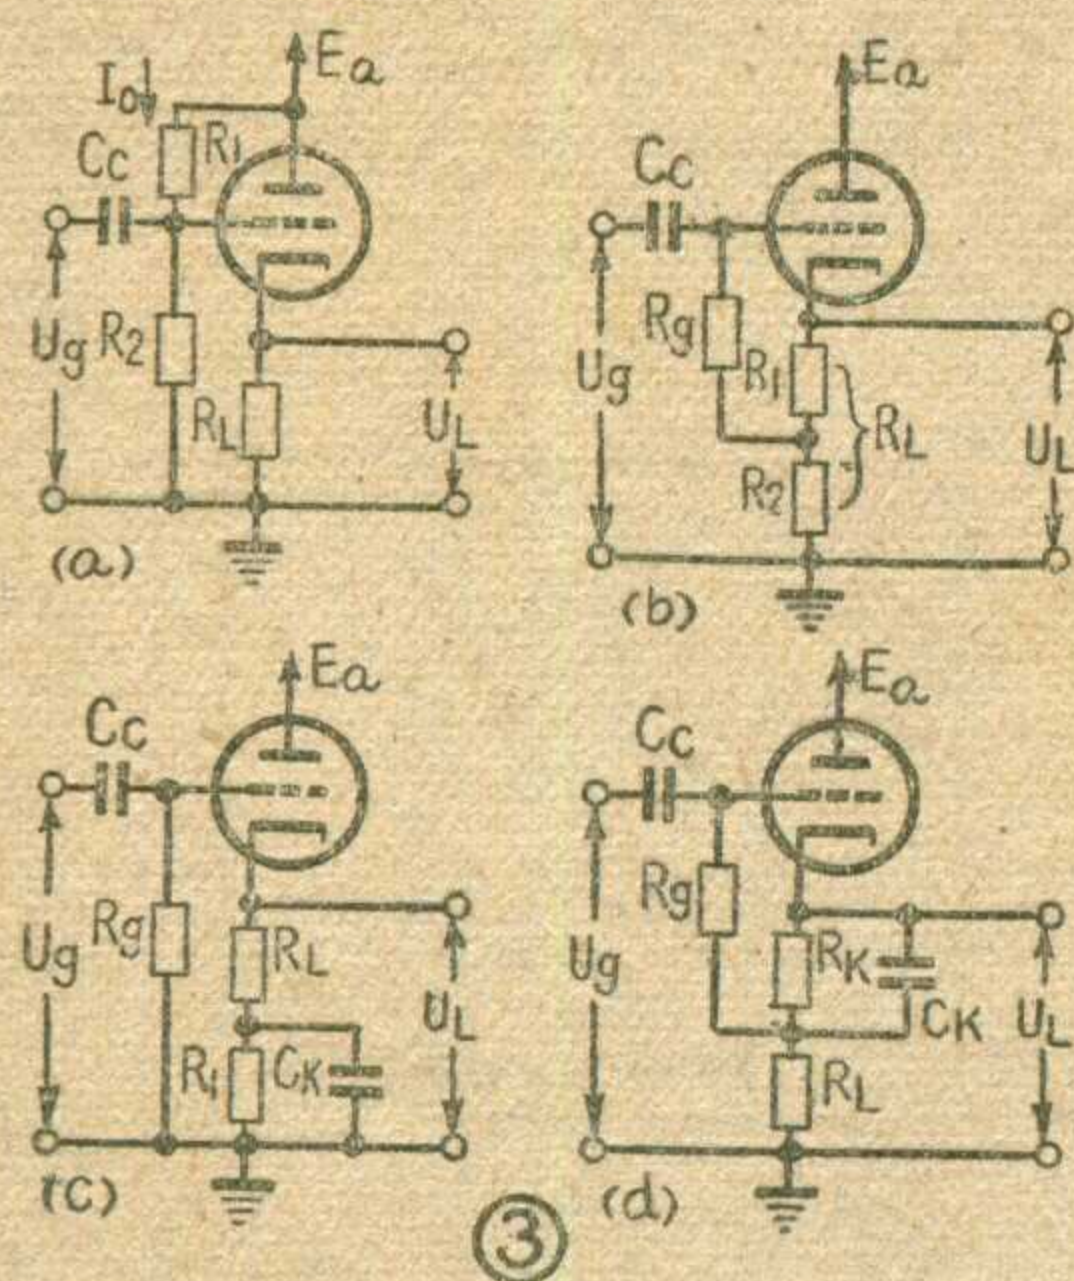 Ea
I₀
R₁
Cc
Ug
R₂
RL
UL
(a)
Ea
Cc
Rg
R₁
Ug
RL
R₂
UL
(b)
Ea
Cc
Ug
Rg
RL
R₁
CK
UL
(c)
Ea
Cc
Rg
Ug
RK
CK
UL
RL
(d)
3